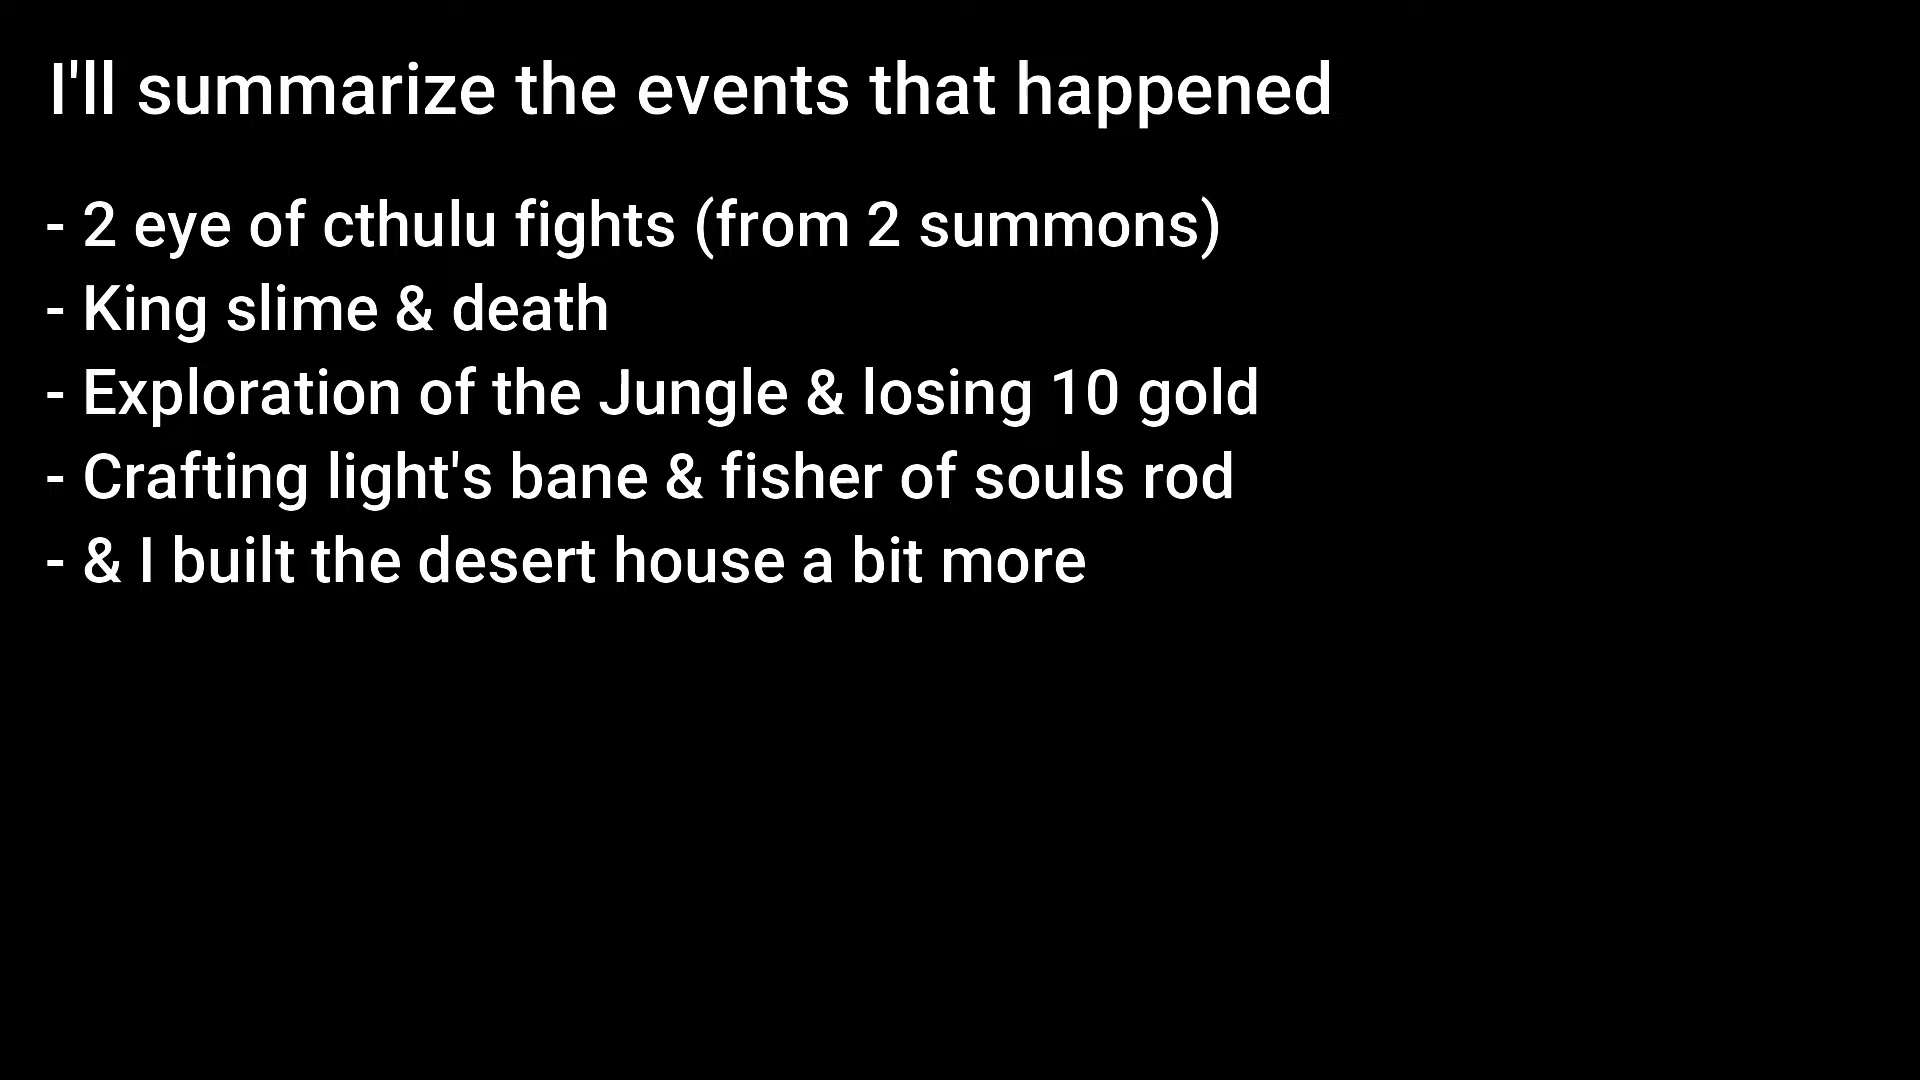 I'll summarize the events that happened
- 2 eye of cthulu fights (from 2 summons)
- King slime & death
- Exploration of the Jungle & losing 10 gold
- Crafting light's bane & fisher of souls rod
- & I built the desert house a bit more